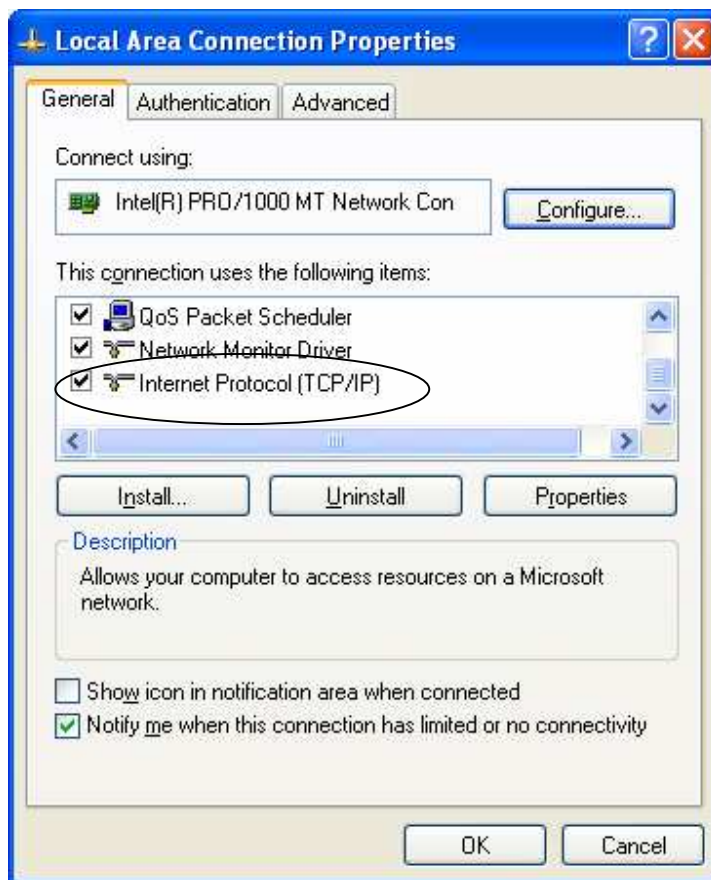 Local Area Connection Properties
General Authentication Advanced
Connect using:
Intel(R) PRO/1000 MT Network Con Configure...
This connection uses the following items:
QoS Packet Scheduler
Network Monitor Driver
Internet Protocol (TCP/IP)
Install... Uninstall Properties
Description
Allows your computer to access resources on a Microsoft
network.
Show icon in notification area when connected
Notify me when this connection has limited or no connectivity
OK Cancel